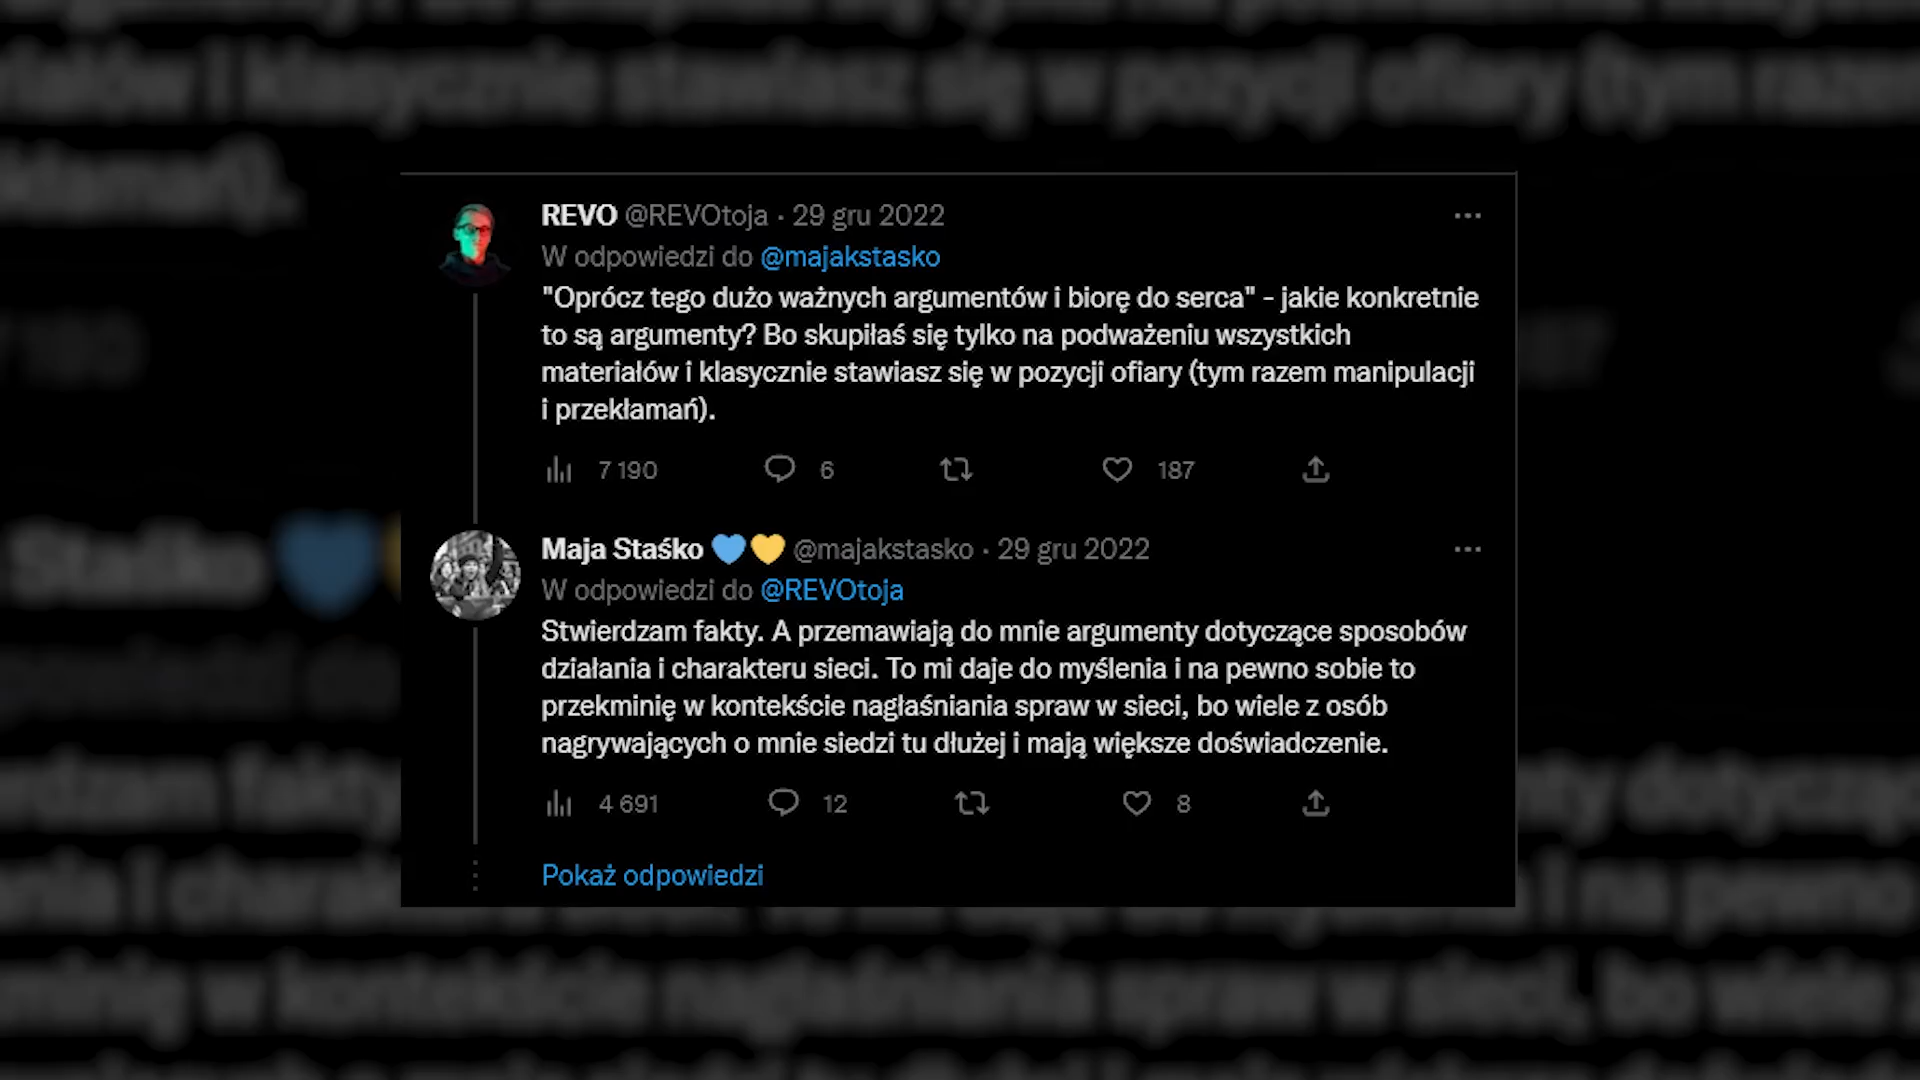 REVO @REVOtoja · 29 gru 2022
W odpowiedzi do @majakstasko
"Oprócz tego dużo ważnych argumentów i biorę do serca" - jakie konkretnie
to są argumenty? Bo skupiłaś się tylko na podważeniu wszystkich
materiałów i klasycznie stawiasz się w pozycji ofiary (tym razem manipulacji
i przekłamań).
7 190 6 187
Maja Staśko 💙💛 @majakstasko · 29 gru 2022
W odpowiedzi do @REVOtoja
Stwierdzam fakty. A przemawiają do mnie argumenty dotyczące sposobów
działania i charakteru sieci. To mi daje do myślenia i na pewno sobie to
przekminię w kontekście nagłaśniania spraw w sieci, bo wiele z osób
nagrywających o mnie siedzi tu dłużej i mają większe doświadczenie.
4 691 12 8
Pokaż odpowiedzi